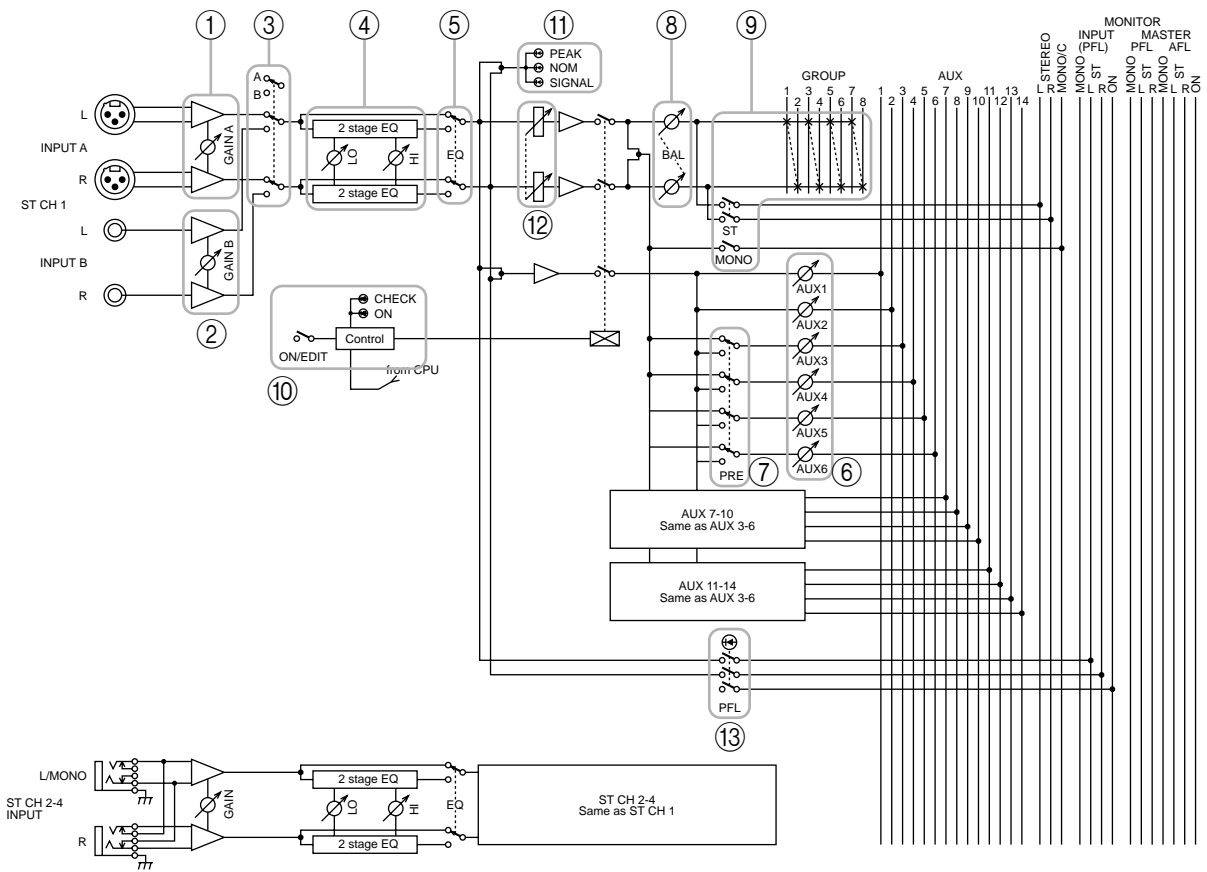 1 3 4 5 11 8 9
PEAK
NOM
SIGNAL
A
B
GROUP
1 2 3 4 5 6 7 8
AUX
1 2 3 4 5 6 7 8 9 10 11 12 13 14
L STEREO
R
MONO/C
MONITOR
INPUT
(PFL)
MASTER
PFL AFL
MONO
L ST
R
ON
MONO
L ST
R
MONO
L ST
R
ON
L
INPUT A
R
ST CH 1
L
INPUT B
R
GAIN A
GAIN B
2
2 stage EQ
LO HI
2 stage EQ
EQ
12
BAL
ST
MONO
10
CHECK
ON
ON/EDIT
Control
from CPU
AUX1
AUX2
AUX3
AUX4
AUX5
AUX6
PRE
7 6
AUX 7-10
Same as AUX 3-6
AUX 11-14
Same as AUX 3-6
PFL
13
L/MONO
ST CH 2-4
INPUT
R
GAIN
2 stage EQ
LO HI
2 stage EQ
EQ
ST CH 2-4
Same as ST CH 1